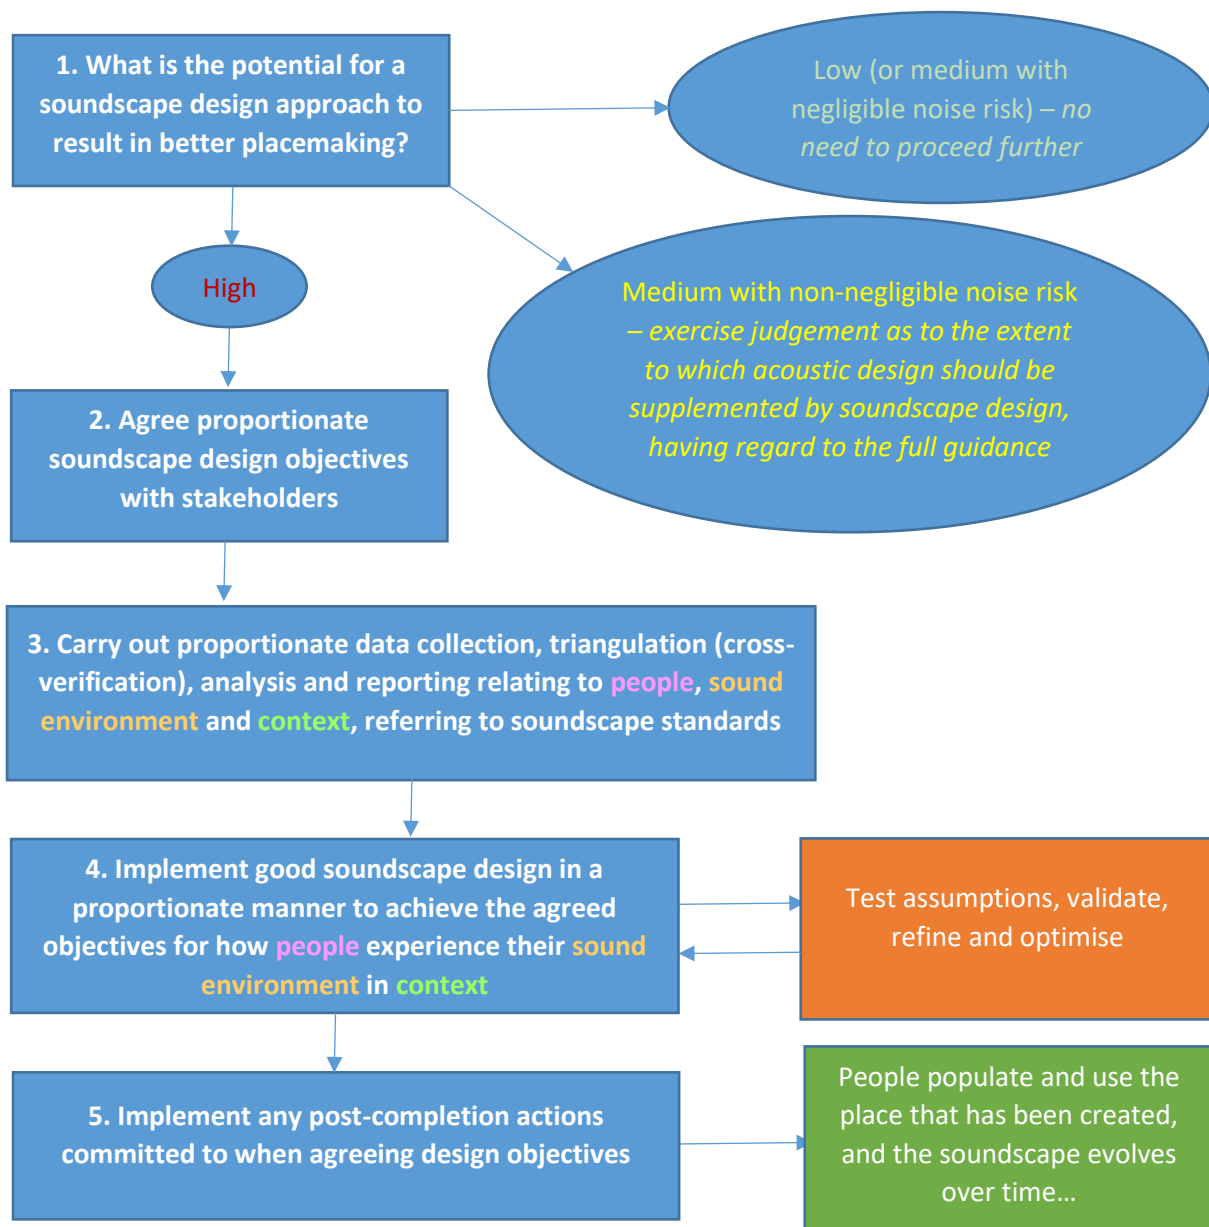 1. What is the potential for a
soundscape design approach to
result in better placemaking?
Low (or medium with
negligible noise risk) – no
need to proceed further
High
Medium with non-negligible noise risk
– exercise judgement as to the extent
to which acoustic design should be
supplemented by soundscape design,
having regard to the full guidance
2. Agree proportionate
soundscape design objectives
with stakeholders
3. Carry out proportionate data collection, triangulation (cross-
verification), analysis and reporting relating to people, sound
environment and context, referring to soundscape standards
4. Implement good soundscape design in a
proportionate manner to achieve the agreed
objectives for how people experience their sound
environment in context
Test assumptions, validate,
refine and optimise
5. Implement any post-completion actions
committed to when agreeing design objectives
People populate and use the
place that has been created,
and the soundscape evolves
over time…